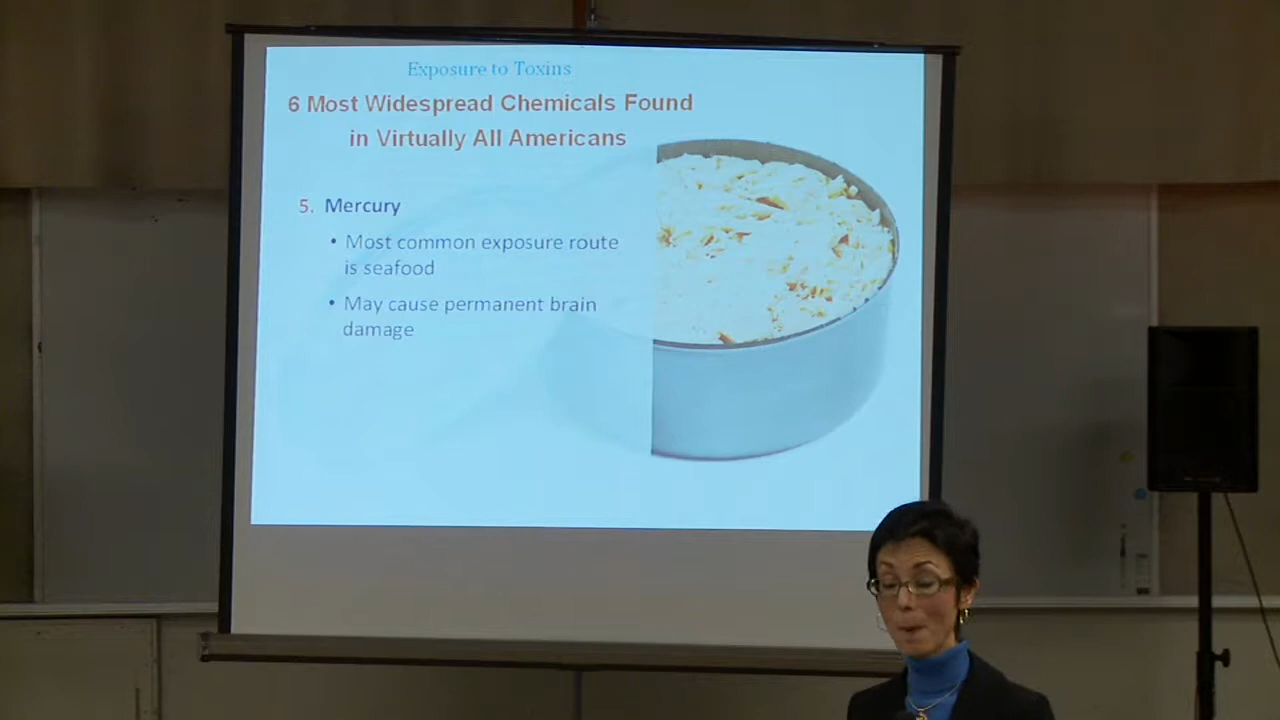 Exposure to Toxins
6 Most Widespread Chemicals Found
in Virtually All Americans
5. Mercury
• Most common exposure route
is seafood
• May cause permanent brain
damage